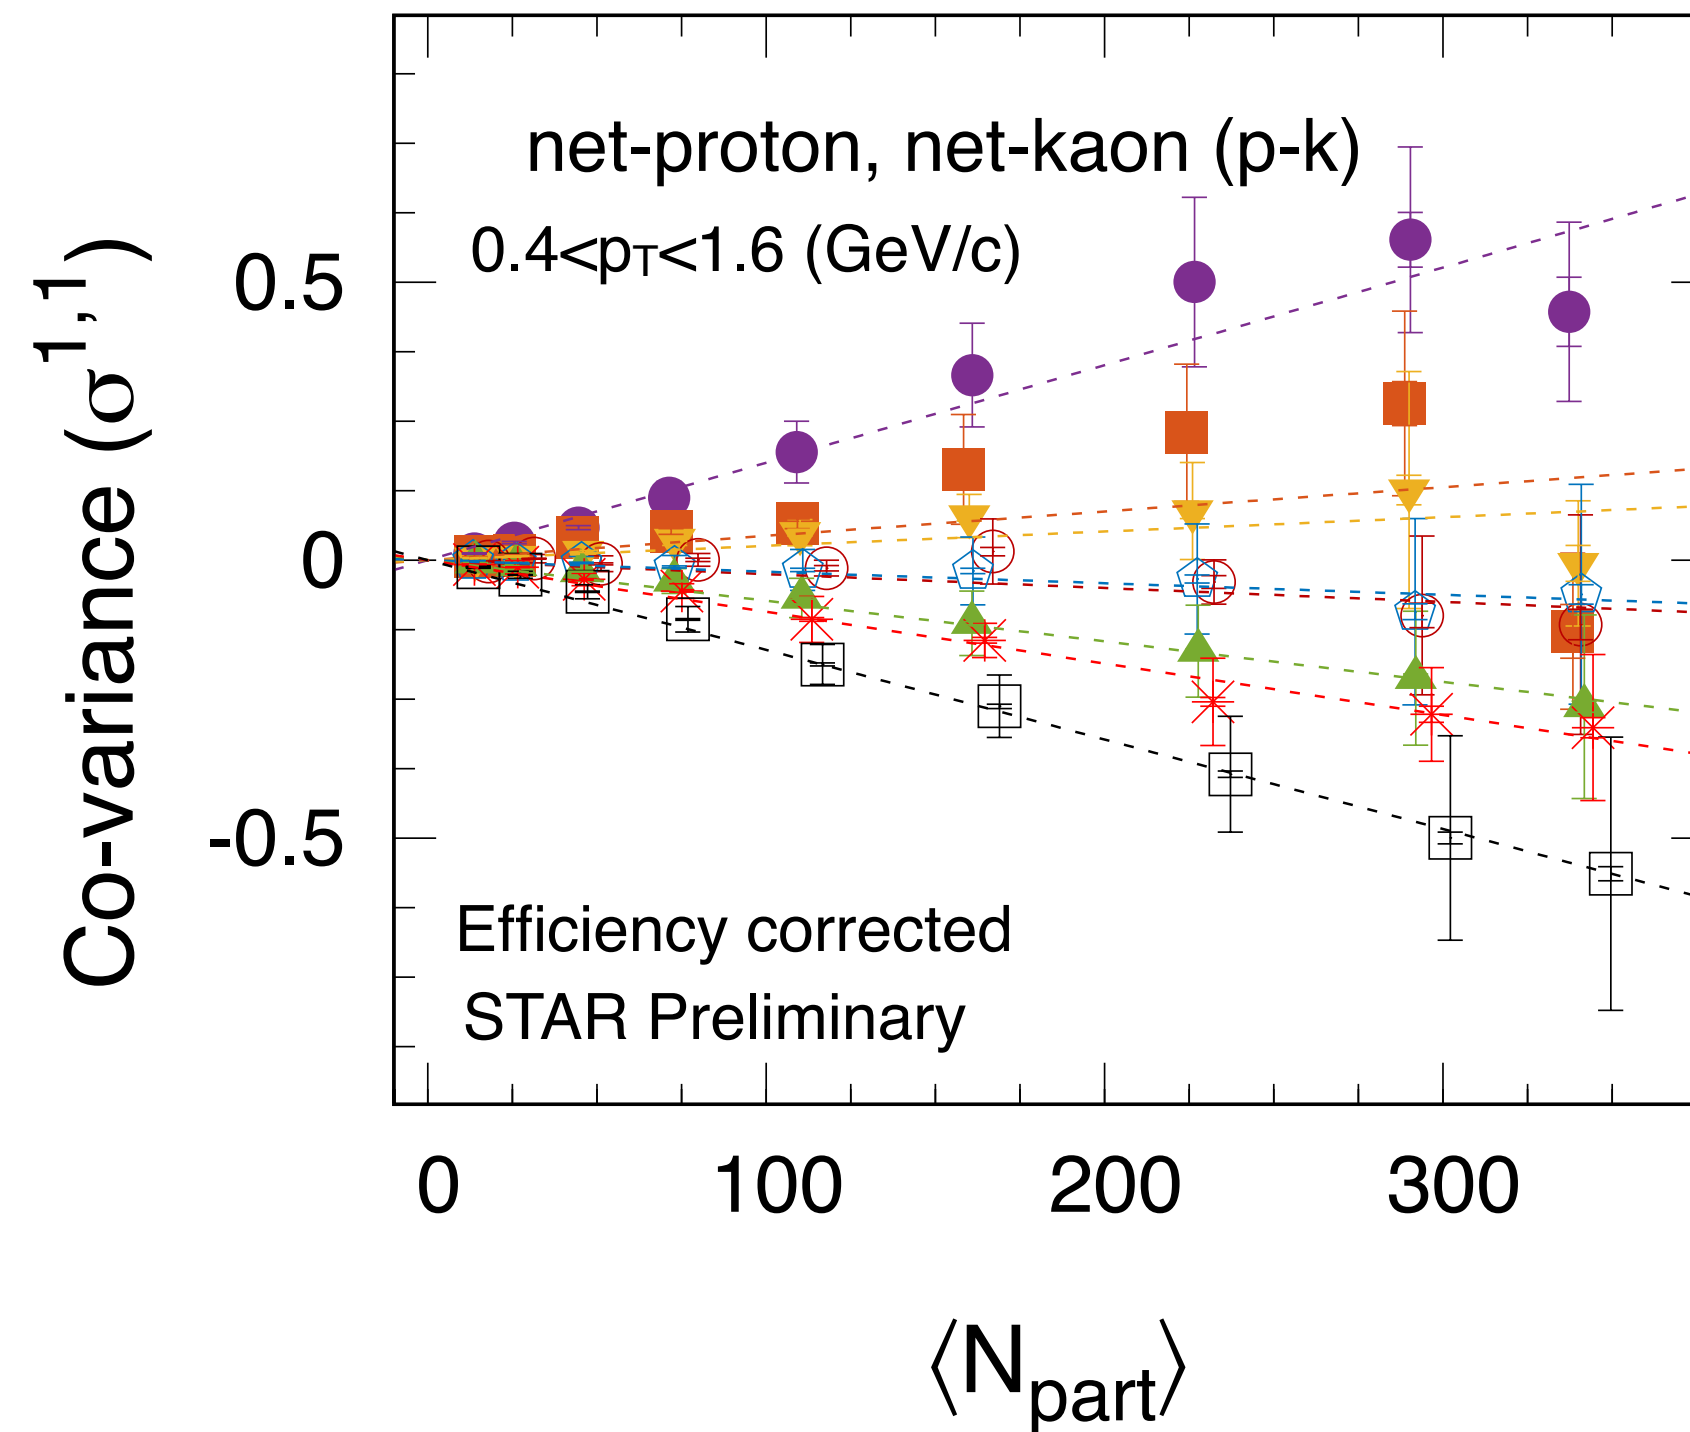 net-proton, net-kaon (p-k)
0.4<pT<1.6 (GeV/c)
Co-variance (σ1,1)
0.5
0
-0.5
Efficiency corrected
STAR Preliminary
0 100 200 300
⟨Npart⟩